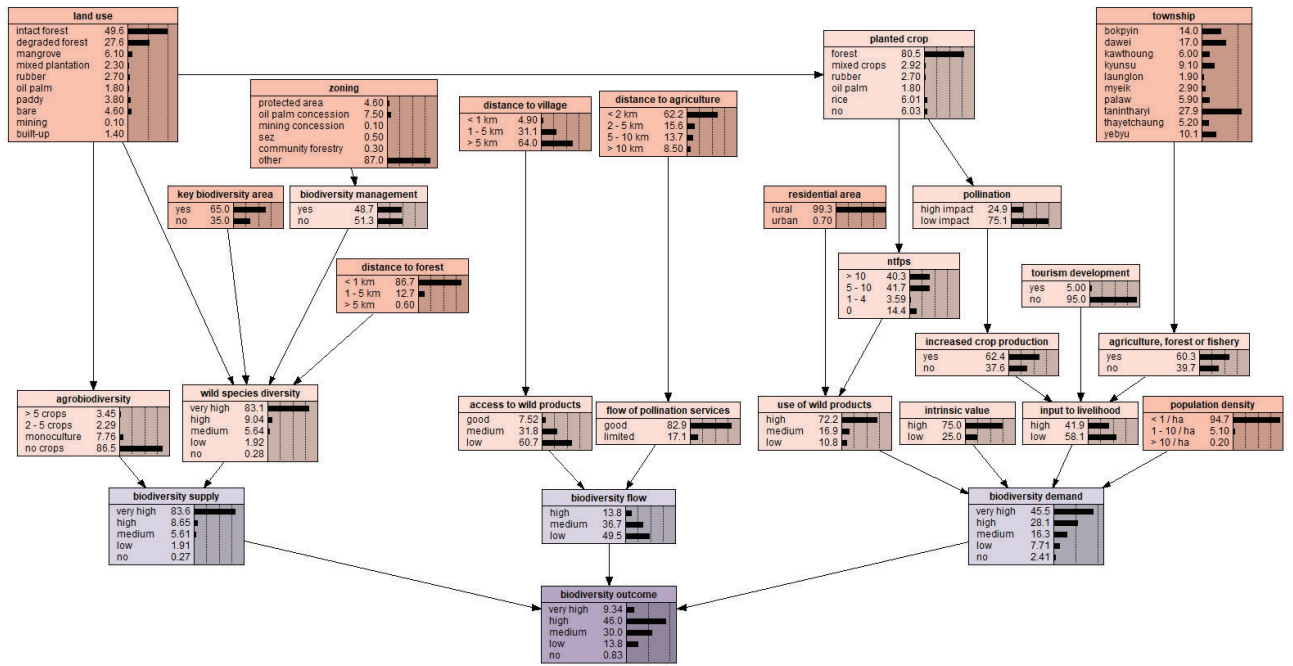 land use
intact forest 49.6
degraded forest 27.6
mangrove 6.10
mixed plantation 2.30
rubber 2.70
oil palm 1.80
paddy 3.80
bare 4.60
mining 0.10
built-up 1.40
zoning
protected area 4.60
oil palm concession 7.50
mining concession 0.10
sez 0.50
community forestry 0.30
other 87.0
distance to village
< 1 km 4.90
1 - 5 km 31.1
> 5 km 64.0
distance to agriculture
< 2 km 62.2
2 - 5 km 15.6
5 - 10 km 13.7
> 10 km 8.50
planted crop
forest 80.5
mixed crops 2.92
rubber 2.70
oil palm 1.80
rice 6.01
no 6.03
township
bokpyin 14.0
dawei 17.0
kawthoung 6.00
kyunsu 9.10
launglon 1.90
myeik 2.90
palaw 5.90
tanintharyi 27.9
thayetchaung 5.20
yebyu 10.1
key biodiversity area
yes 65.0
no 35.0
biodiversity management
yes 48.7
no 51.3
residential area
rural 99.3
urban 0.70
pollination
high impact 24.9
low impact 75.1
distance to forest
< 1 km 86.7
1 - 5 km 12.7
> 5 km 0.60
ntfps
> 10 40.3
5 - 10 41.7
1 - 4 3.59
0 14.4
tourism development
yes 5.00
no 95.0
increased crop production
yes 62.4
no 37.6
agriculture, forest or fishery
yes 60.3
no 39.7
agrobiodiversity
> 5 crops 3.45
2 - 5 crops 2.29
monoculture 7.76
no crops 86.5
wild species diversity
very high 83.1
high 9.04
medium 5.64
low 1.92
no 0.28
access to wild products
good 7.52
medium 31.8
low 60.7
flow of pollination services
good 82.9
limited 17.1
use of wild products
high 72.2
medium 16.9
low 10.8
intrinsic value
high 75.0
low 25.0
input to livelihood
high 41.9
low 58.1
population density
< 1 / ha 94.7
1 - 10 / ha 5.10
> 10 / ha 0.20
biodiversity supply
very high 83.6
high 8.65
medium 5.61
low 1.91
no 0.27
biodiversity flow
high 13.8
medium 36.7
low 49.5
biodiversity demand
very high 45.5
high 28.1
medium 16.3
low 7.71
no 2.41
biodiversity outcome
very high 9.34
high 46.0
medium 30.0
low 13.8
no 0.83